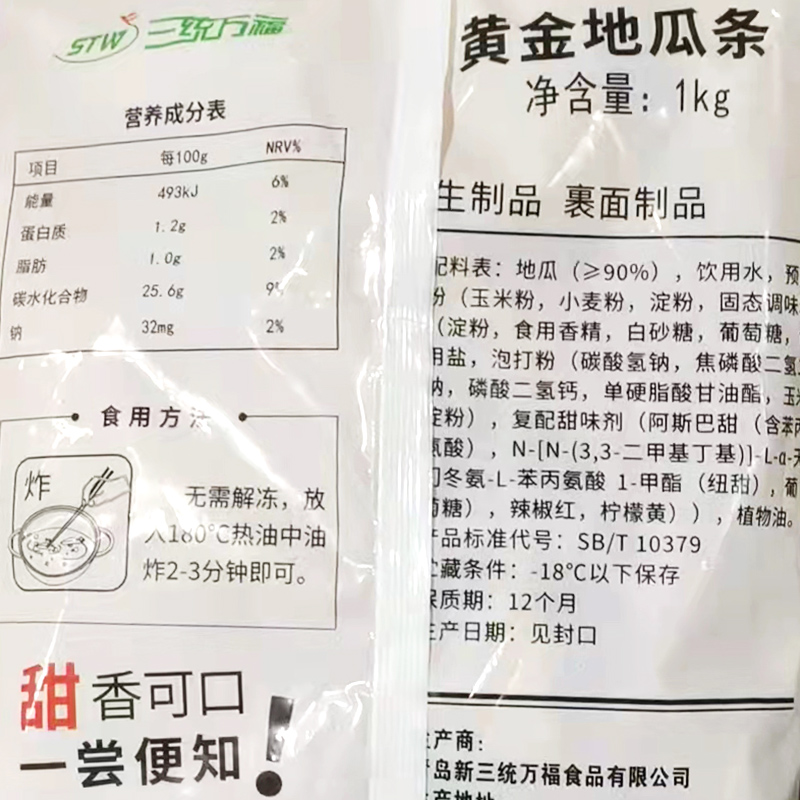 STW 三统万福
营养成分表
项目 每100g NRV%
能量 493kJ 6%
蛋白质 1.2g 2%
脂肪 1.0g 2%
碳水化合物 25.6g
钠 32mg 2%
食用方法
炸
无需解冻，放
入180℃热油中油
炸2-3分钟即可。
甜香可口
一尝便知！
黄金地瓜条
净含量：1kg
生制品 裹面制品
配料表：地瓜（≥90%），饮用水，预
粉（玉米粉，小麦粉，淀粉，固态调味
（淀粉，食用香精，白砂糖，葡萄糖，
用盐，泡打粉（碳酸氢钠，焦磷酸二氢
钠，磷酸二氢钙，单硬脂酸甘油酯，玉米
淀粉），复配甜味剂（阿斯巴甜（含苯丙
氨酸），N-[N-(3,3-二甲基丁基)]-L-α-天
门冬氨-L-苯丙氨酸 1-甲酯（纽甜），葡
萄糖），辣椒红，柠檬黄）），植物油。
产品标准代号：SB/T 10379
贮藏条件：-18℃以下保存
保质期：12个月
生产日期：见封口
生产商：
青岛新三统万福食品有限公司
生产地址